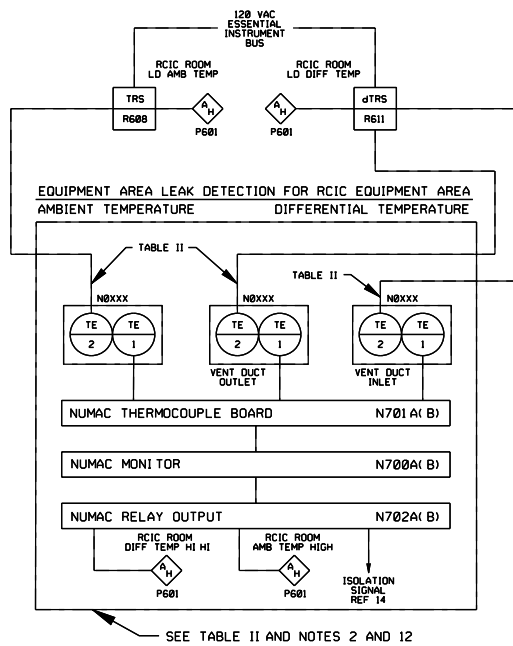 120 VAC
ESSENTIAL
INSTRUMENT
BUS
RCIC ROOM
LD AMB TEMP
RCIC ROOM
LD DIFF TEMP
TRS
R608
A
H
P601
A
H
P601
dTRS
R611
EQUIPMENT AREA LEAK DETECTION FOR RCIC EQUIPMENT AREA
AMBIENT TEMPERATURE
DIFFERENTIAL TEMPERATURE
TABLE II
TABLE II
N0XXX
TE
2
TE
1
N0XXX
TE
2
TE
1
VENT DUCT
OUTLET
N0XXX
TE
2
TE
1
VENT DUCT
INLET
NUMAC THERMOCOUPLE BOARD N701A(B)
NUMAC MONITOR N700A(B)
NUMAC RELAY OUTPUT N702A(B)
RCIC ROOM
DIFF TEMP HI HI
A
H
P601
RCIC ROOM
AMB TEMP HIGH
A
H
P601
ISOLATION
SIGNAL
REF 14
SEE TABLE II AND NOTES 2 AND 12